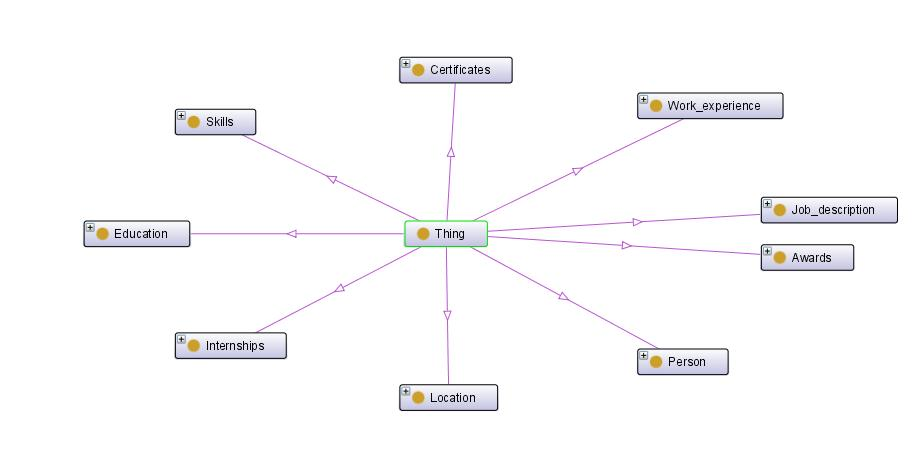 Certificates
Work_experience
Skills
Job_description
Education
Thing
Awards
Internships
Person
Location